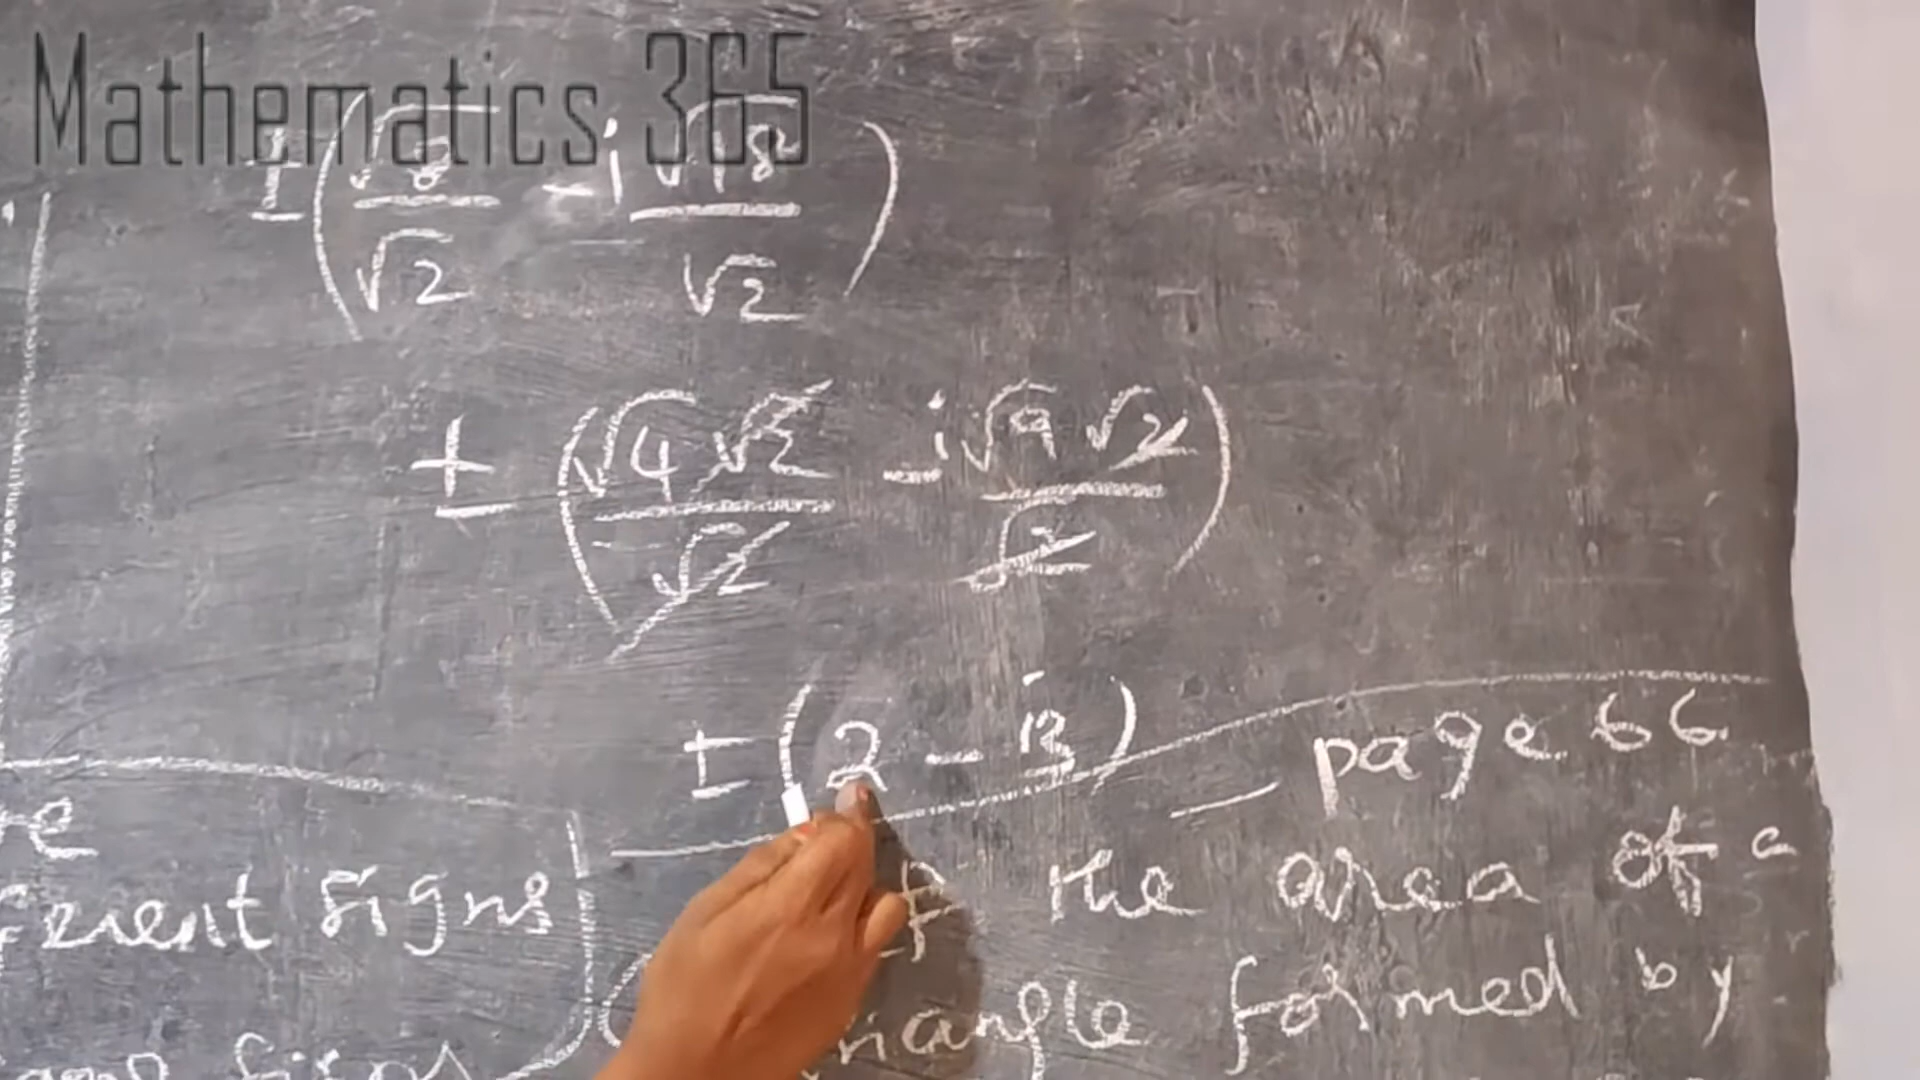 Mathematics 365
± (√8/√2 - i √18/√2)
± (√4 √2/√2 - i √9 √2/√2)
± (2 - i3)
page 66
the area of a
ferent signs
triangle formed by
signs